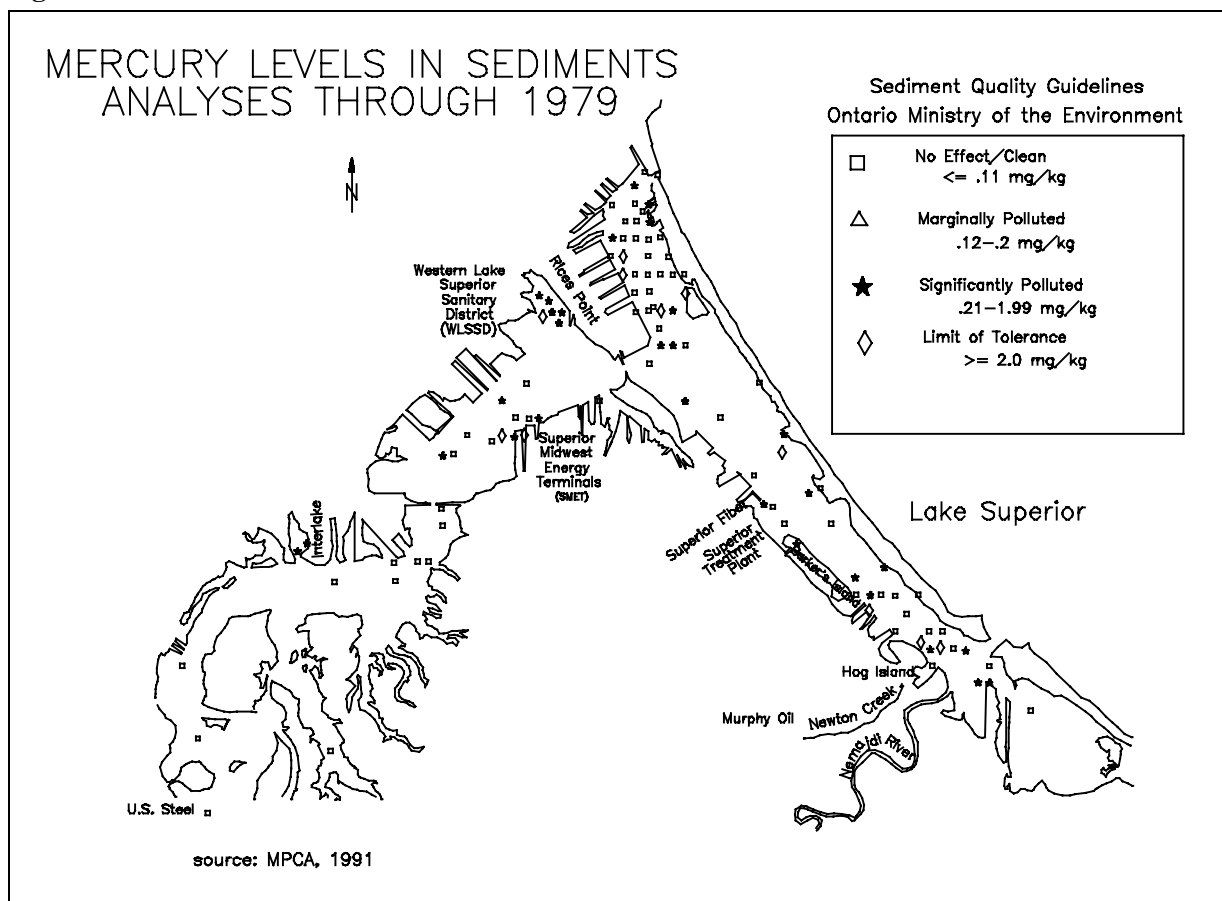 MERCURY LEVELS IN SEDIMENTS
ANALYSES THROUGH 1979
Sediment Quality Guidelines
Ontario Ministry of the Environment
No Effect/Clean
<= .11 mg/kg
Marginally Polluted
.12-.2 mg/kg
Significantly Polluted
.21-1.99 mg/kg
Limit of Tolerance
>= 2.0 mg/kg
N
Western Lake
Superior
Sanitary
District
(WLSSD)
Rices Point
Superior
Midwest
Energy
Terminals
(SMET)
Interlake
Superior Fiber
Superior
Treatment
Plant
Barker's Island
Lake Superior
Hog Island
Murphy Oil
Newton Creek
Nemadji River
U.S. Steel
source: MPCA, 1991